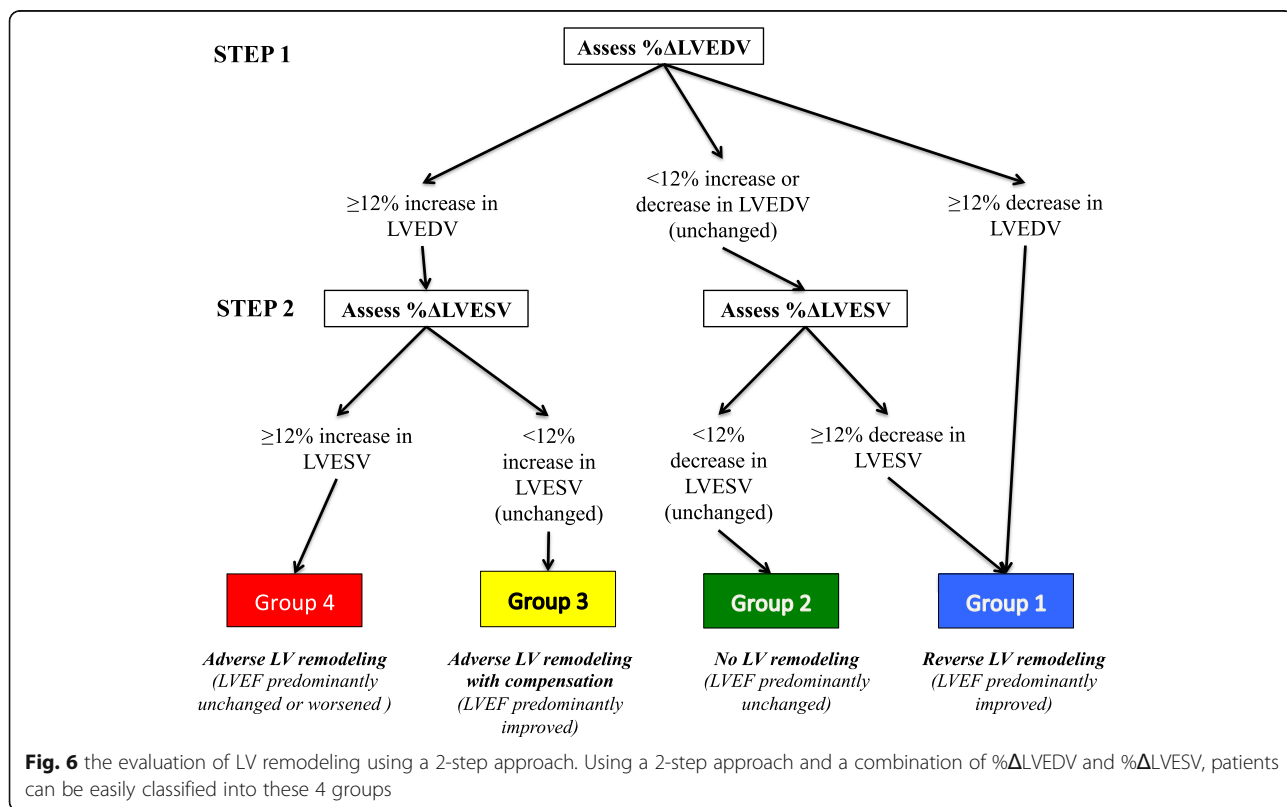 STEP 1
Assess %ΔLVEDV
≥12% increase in
LVEDV
<12% increase or
decrease in LVEDV
(unchanged)
≥12% decrease in
LVEDV
STEP 2
Assess %ΔLVESV
Assess %ΔLVESV
≥12% increase in
LVESV
<12%
increase in
LVESV
(unchanged)
<12%
decrease in
LVESV
(unchanged)
≥12% decrease in
LVESV
Group 4
Group 3
Group 2
Group 1
Adverse LV remodeling
(LVEF predominantly
unchanged or worsened )
Adverse LV remodeling
with compensation
(LVEF predominantly
improved)
No LV remodeling
(LVEF predominantly
unchanged)
Reverse LV remodeling
(LVEF predominantly
improved)
Fig. 6 the evaluation of LV remodeling using a 2-step approach. Using a 2-step approach and a combination of %ΔLVEDV and %ΔLVESV, patients
can be easily classified into these 4 groups